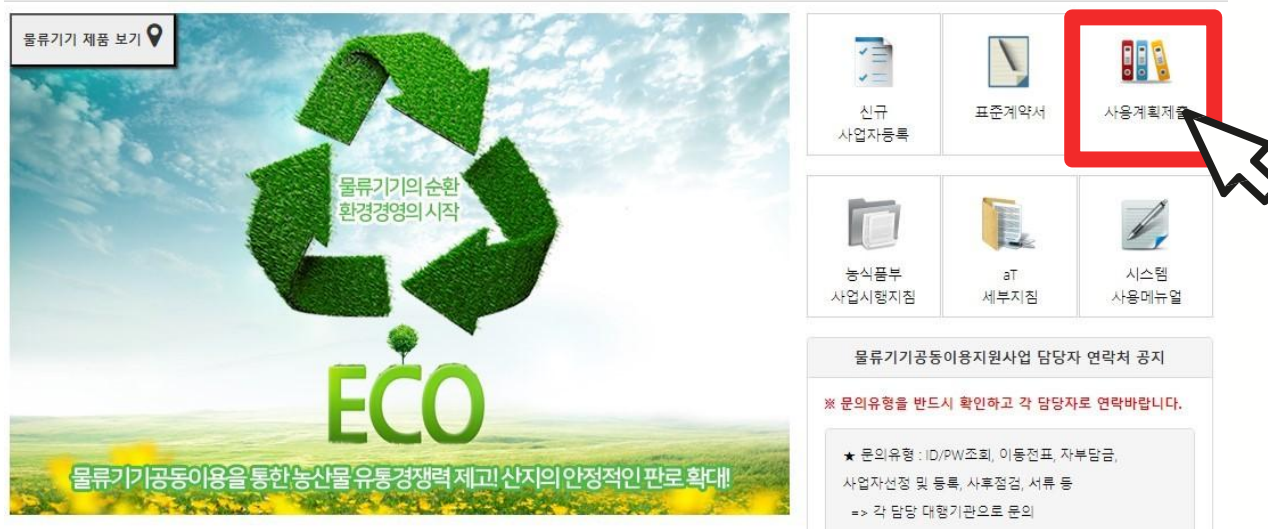 물류기기 제품 보기
물류기기의 순환
환경경영의 시작
ECO
물류기기공동이용을 통한 농산물 유통경쟁력 제고! 산지의 안정적인 판로 확대!
신규
사업자등록
표준계약서
사용계획제출
농식품부
사업시행지침
aT
세부지침
시스템
사용메뉴얼
물류기기공동이용지원사업 담당자 연락처 공지
※ 문의유형을 반드시 확인하고 각 담당자로 연락바랍니다.
★ 문의유형 : ID/PW조회, 이동전표, 자부담금,
사업자선정 및 등록, 사후점검, 서류 등
=> 각 담당 대행기관으로 문의